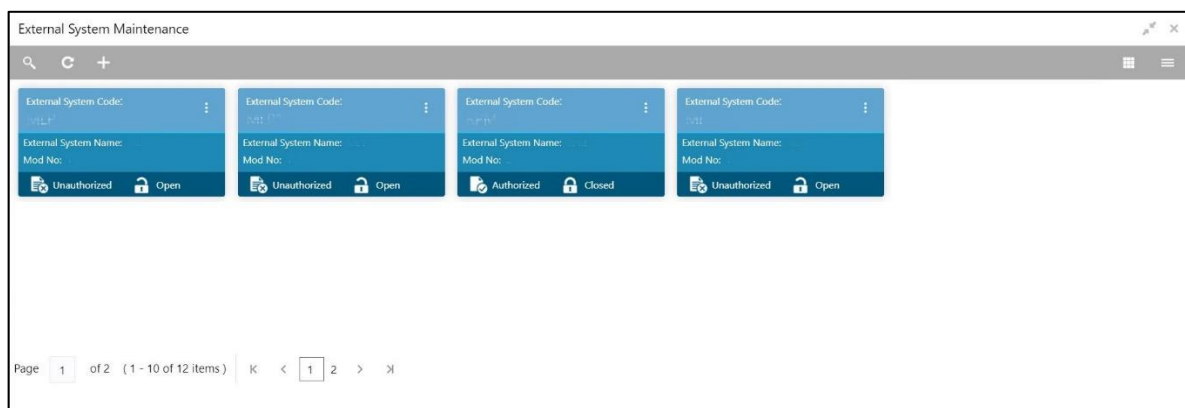 External System Maintenance
External System Code: External System Code: External System Code: External System Code:
External System Name: External System Name: External System Name: External System Name:
Mod No: Mod No: Mod No: Mod No:
Unauthorized Open Unauthorized Open Authorized Closed Unauthorized Open
Page 1 of 2 ( 1 - 10 of 12 items ) 1 2